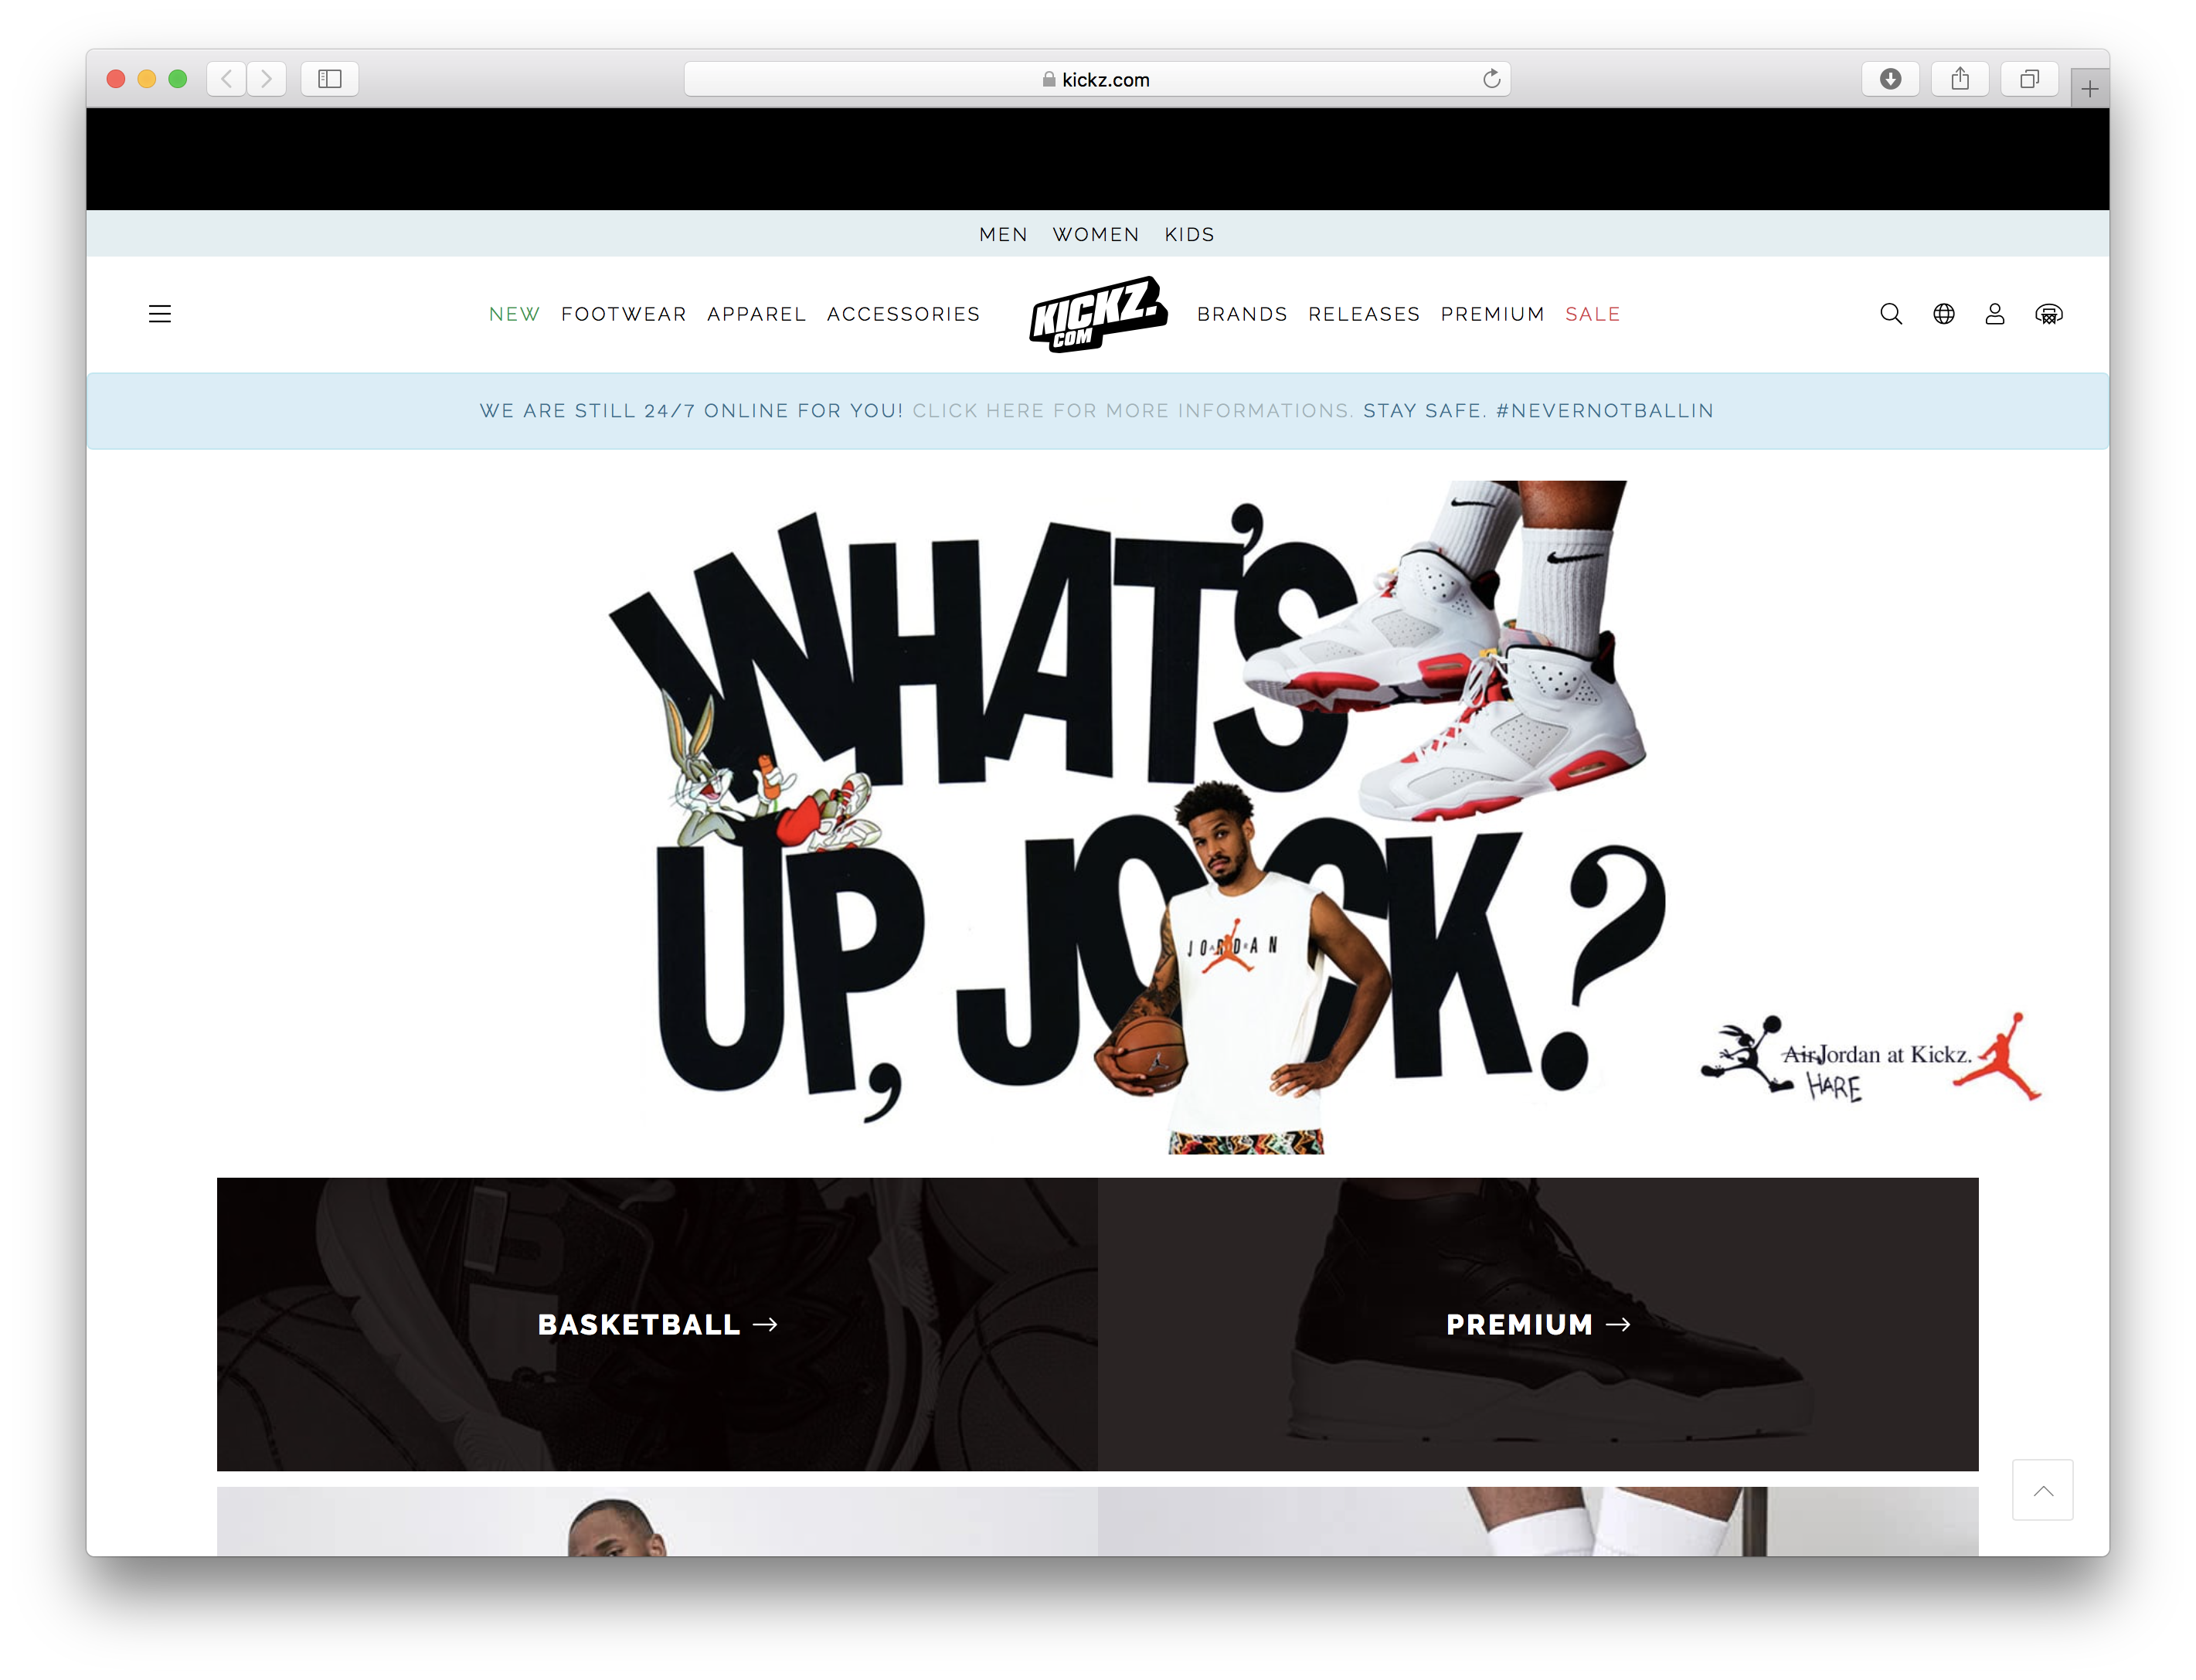 kickz.com
MEN WOMEN KIDS
NEW FOOTWEAR APPAREL ACCESSORIES KICKZ.COM BRANDS RELEASES PREMIUM SALE
WE ARE STILL 24/7 ONLINE FOR YOU! CLICK HERE FOR MORE INFORMATIONS. STAY SAFE. #NEVERNOTBALLIN
WHAT'S
UP, JOCK?
JORDAN
Air Jordan at Kickz.
HARE
BASKETBALL →
PREMIUM →